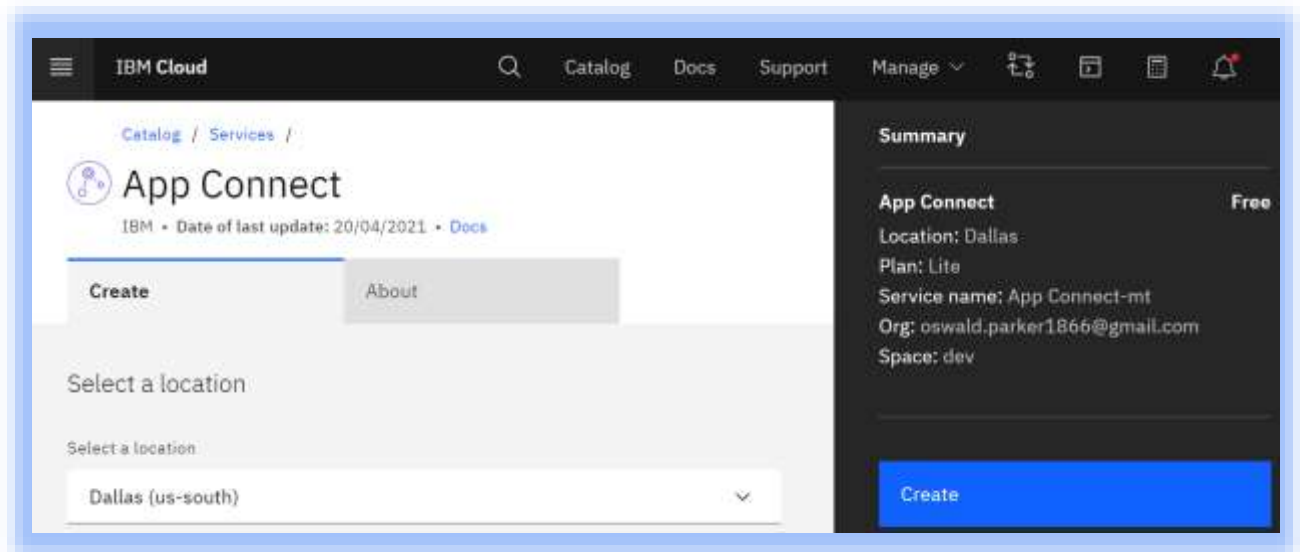 IBM Cloud Catalog Docs Support Manage
Catalog / Services /
App Connect
IBM • Date of last update: 20/04/2021 • Docs
Create About
Select a location
Select a location
Dallas (us-south)
Summary
App Connect Free
Location: Dallas
Plan: Lite
Service name: App Connect-mt
Org: oswald.parker1866@gmail.com
Space: dev
Create